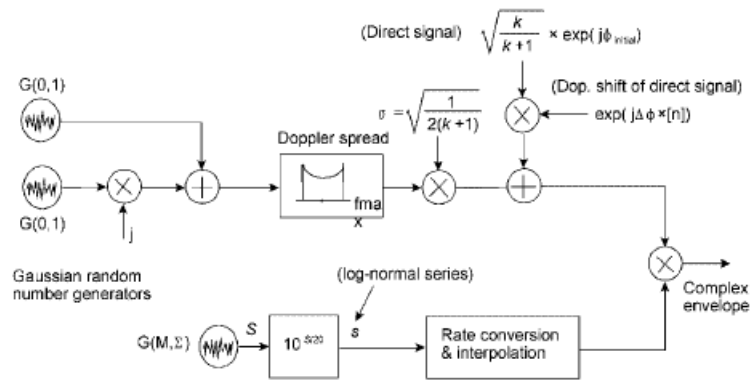 (Direct signal) √(k/(k+1)) × exp( jϕ initial)
G(0,1)
(Dop. shift of direct signal)
σ = √(1/(2(k+1)))
exp( jΔϕ×[n])
Doppler spread
fma
x
G(0,1)
j
Gaussian random
number generators
(log-normal series)
Complex
envelope
G(M,Σ)
S
10^S/20
s
Rate conversion
& interpolation